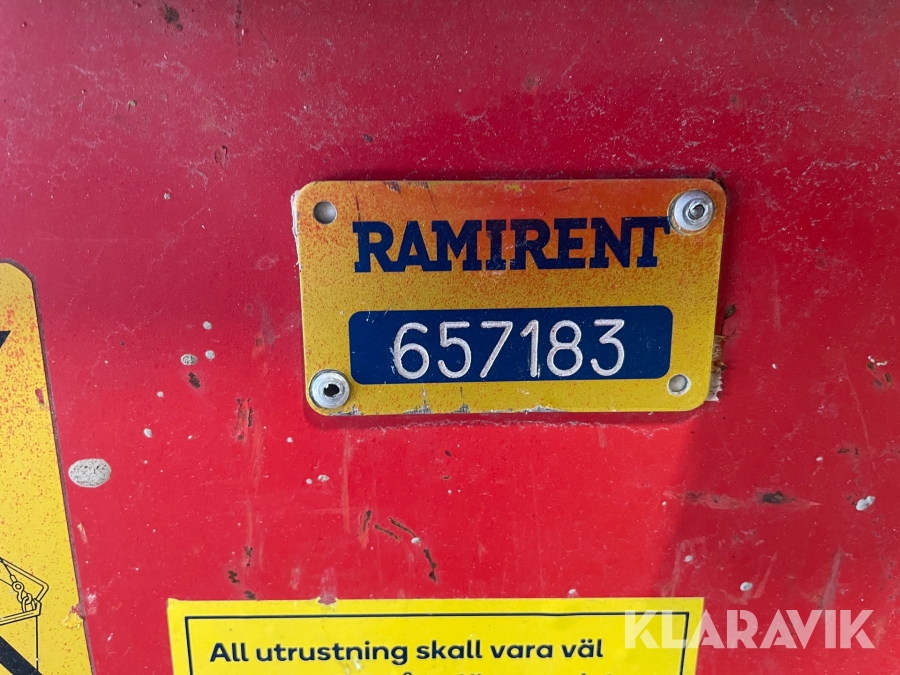 RAMIRENT
657183
All utrustning skall vara väl
KLARAVIK